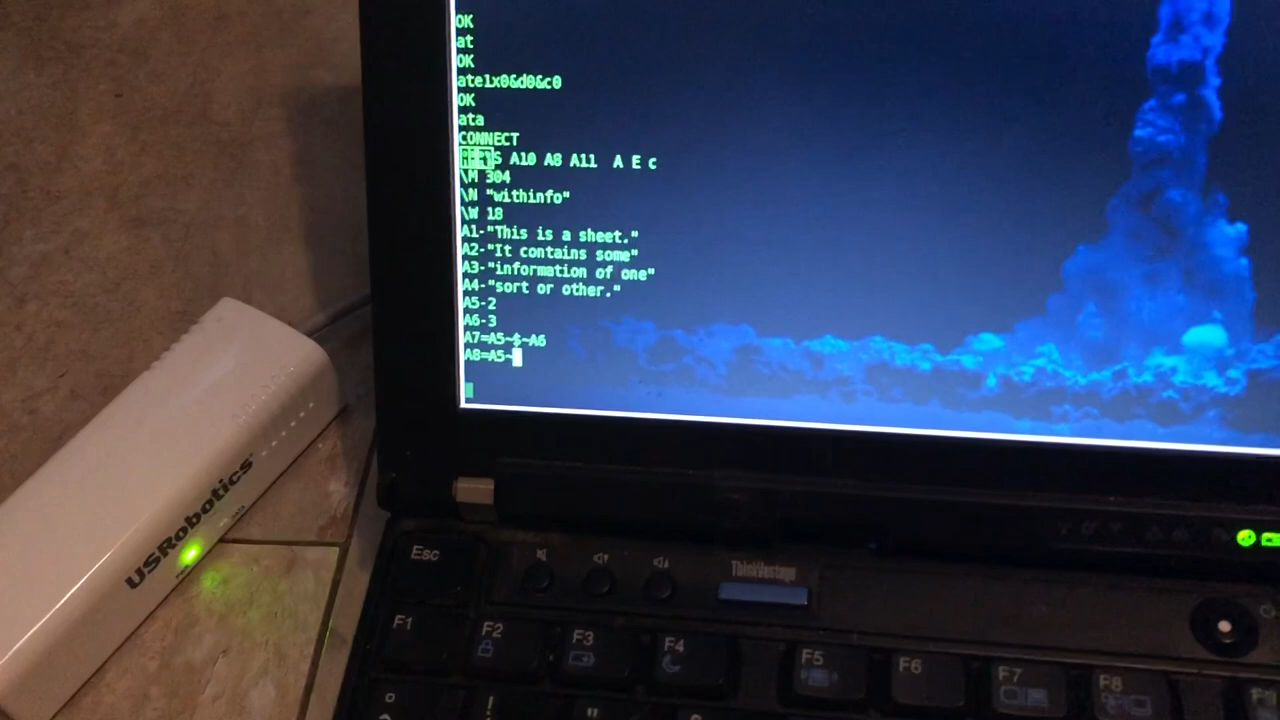 OK
at
OK
ate1x0&d0&c0
OK
ata
CONNECT
S A10 A8 A11  A E c
\M 304
\N "withinfo"
\W 18
A1-"This is a sheet."
A2-"It contains some"
A3-"information of one"
A4-"sort or other."
A5-2
A6-3
A7=A5~$~A6
A8=A5~
USRobotics
Esc
ThinkVantage
F1
F2
F3
F4
F5
F6
F7
F8